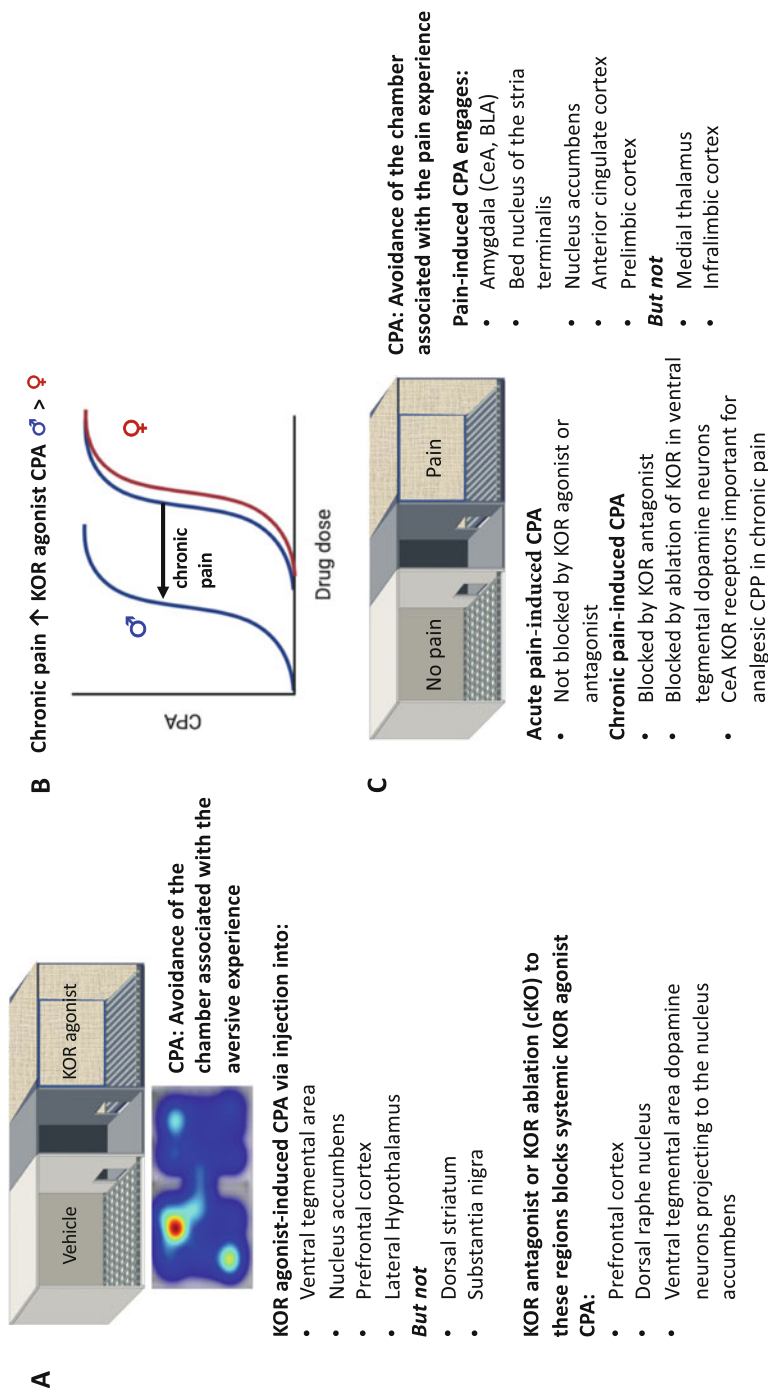 A
Vehicle
KOR agonist
CPA: Avoidance of the
chamber associated with the
aversive experience
KOR agonist-induced CPA via injection into:
• Ventral tegmental area
• Nucleus accumbens
• Prefrontal cortex
• Lateral Hypothalamus
But not
• Dorsal striatum
• Substantia nigra
KOR antagonist or KOR ablation (cKO) to
these regions blocks systemic KOR agonist
CPA:
• Prefrontal cortex
• Dorsal raphe nucleus
• Ventral tegmental area dopamine
neurons projecting to the nucleus
accumbens
B
Chronic pain ↑ KOR agonist CPA ♂ > ♀
CPA
♂
♀
chronic
pain
Drug dose
C
No pain
Pain
CPA: Avoidance of the chamber
associated with the pain experience
Acute pain-induced CPA
• Not blocked by KOR agonist or
antagonist
Chronic pain-induced CPA
• Blocked by KOR antagonist
• Blocked by ablation of KOR in ventral
tegmental dopamine neurons
• CeA KOR receptors important for
analgesic CPP in chronic pain
Pain-induced CPA engages:
• Amygdala (CeA, BLA)
• Bed nucleus of the stria
terminalis
• Nucleus accumbens
• Anterior cingulate cortex
• Prelimbic cortex
But not
• Medial thalamus
• Infralimbic cortex